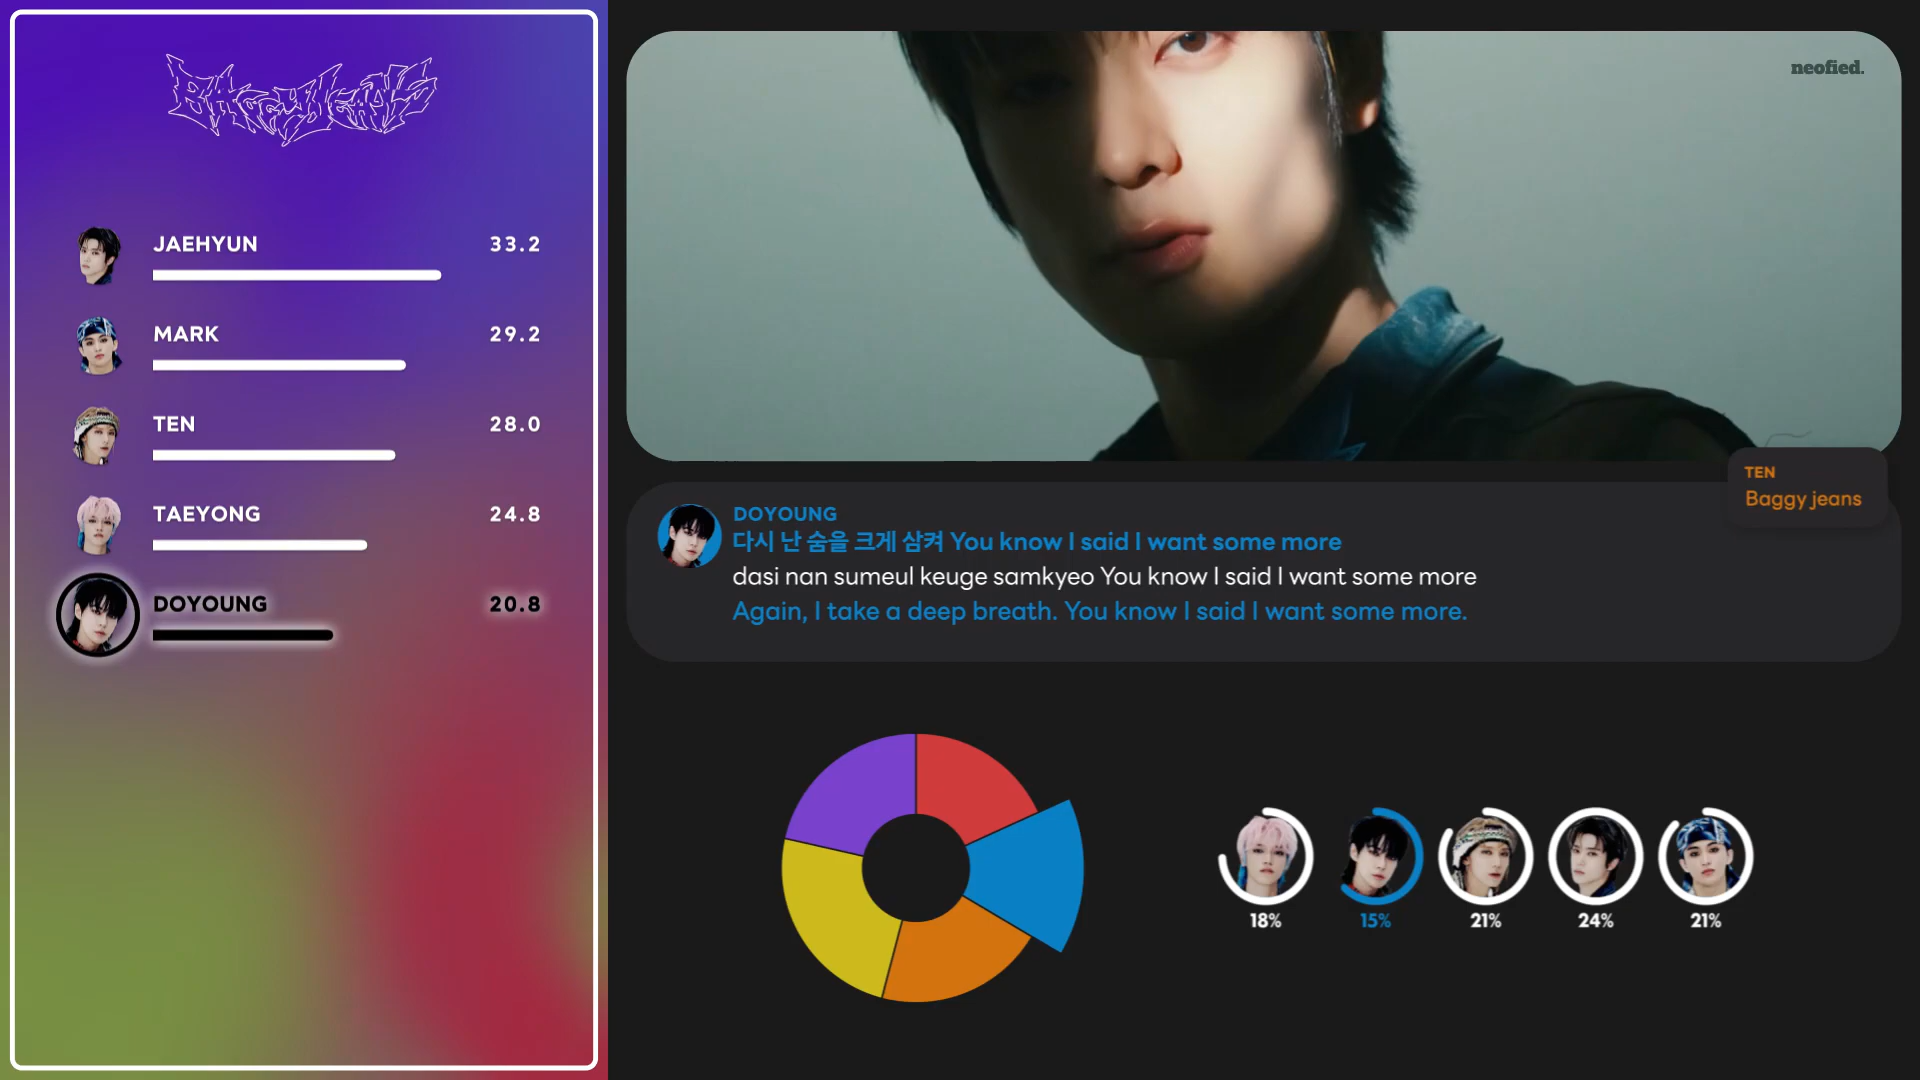 BAGGY JEANS
JAEHYUN 33.2
MARK 29.2
TEN 28.0
TAEYONG 24.8
DOYOUNG 20.8
neofied.
TEN
Baggy jeans
DOYOUNG
다시 난 숨을 크게 삼켜 You know I said I want some more
dasi nan sumeul keuge samkyeo You know I said I want some more
Again, I take a deep breath. You know I said I want some more.
18% 15% 21% 24% 21%